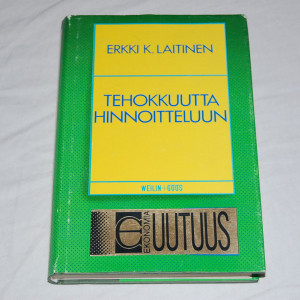 ERKKI K. LAITINEN
TEHOKKUUTTA
HINNOITTELUUN
WEILIN+GÖÖS
EKONOMIA
UUTUUS